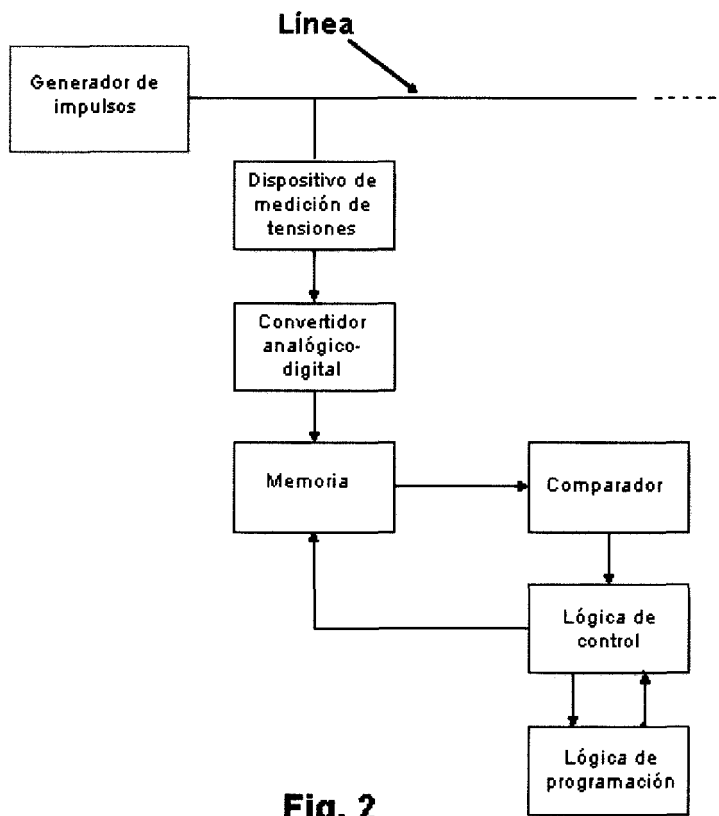 Línea
Generador de
impulsos
Dispositivo de
medición de
tensiones
Convertidor
analógico-
digital
Memoria
Comparador
Lógica de
control
Lógica de
programación
Fig. 2